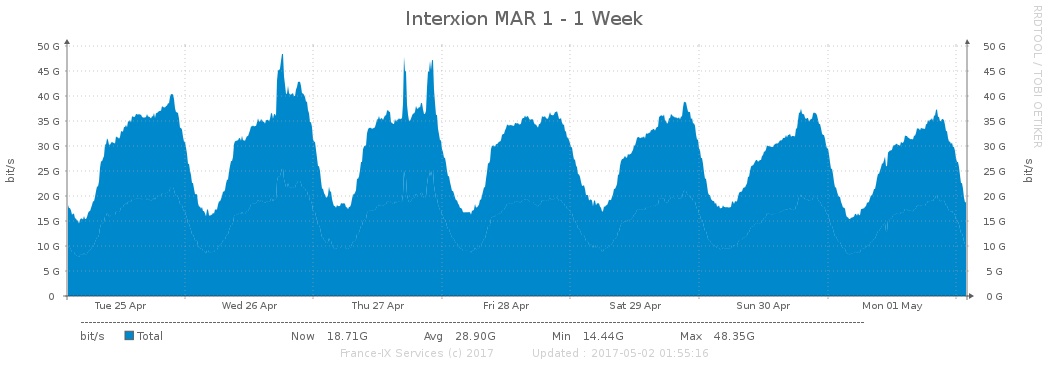 Interxion MAR 1 - 1 Week
RRDTOOL / TOBI OETIKER
bit/s
50 G 50 G
45 G 45 G
40 G 40 G
35 G 35 G
30 G 30 G
25 G 25 G
20 G 20 G
15 G 15 G
10 G 10 G
5 G 5 G
0 0 G
bit/s
Tue 25 Apr Wed 26 Apr Thu 27 Apr Fri 28 Apr Sat 29 Apr Sun 30 Apr Mon 01 May
bit/s Total Now 18.71G Avg 28.90G Min 14.44G Max 48.35G
France-IX Services (c) 2017 Updated : 2017-05-02 01:55:16